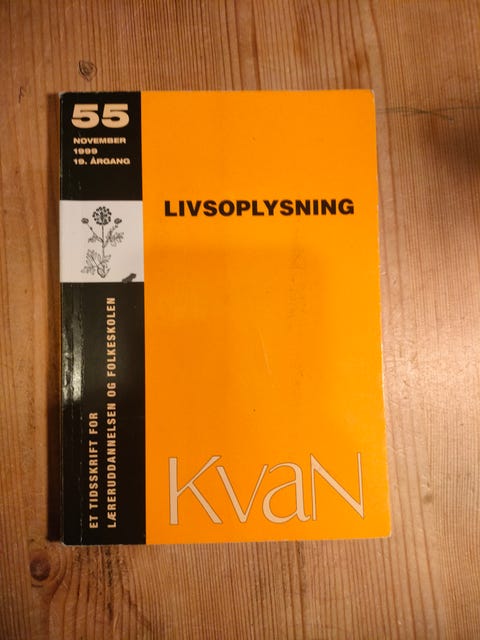 55
NOVEMBER
1999
19. ÅRGANG
LIVSOPLYSNING
ET TIDSSKRIFT FOR
LÆRERUDDANNELSEN OG FOLKESKOLEN
KvaN